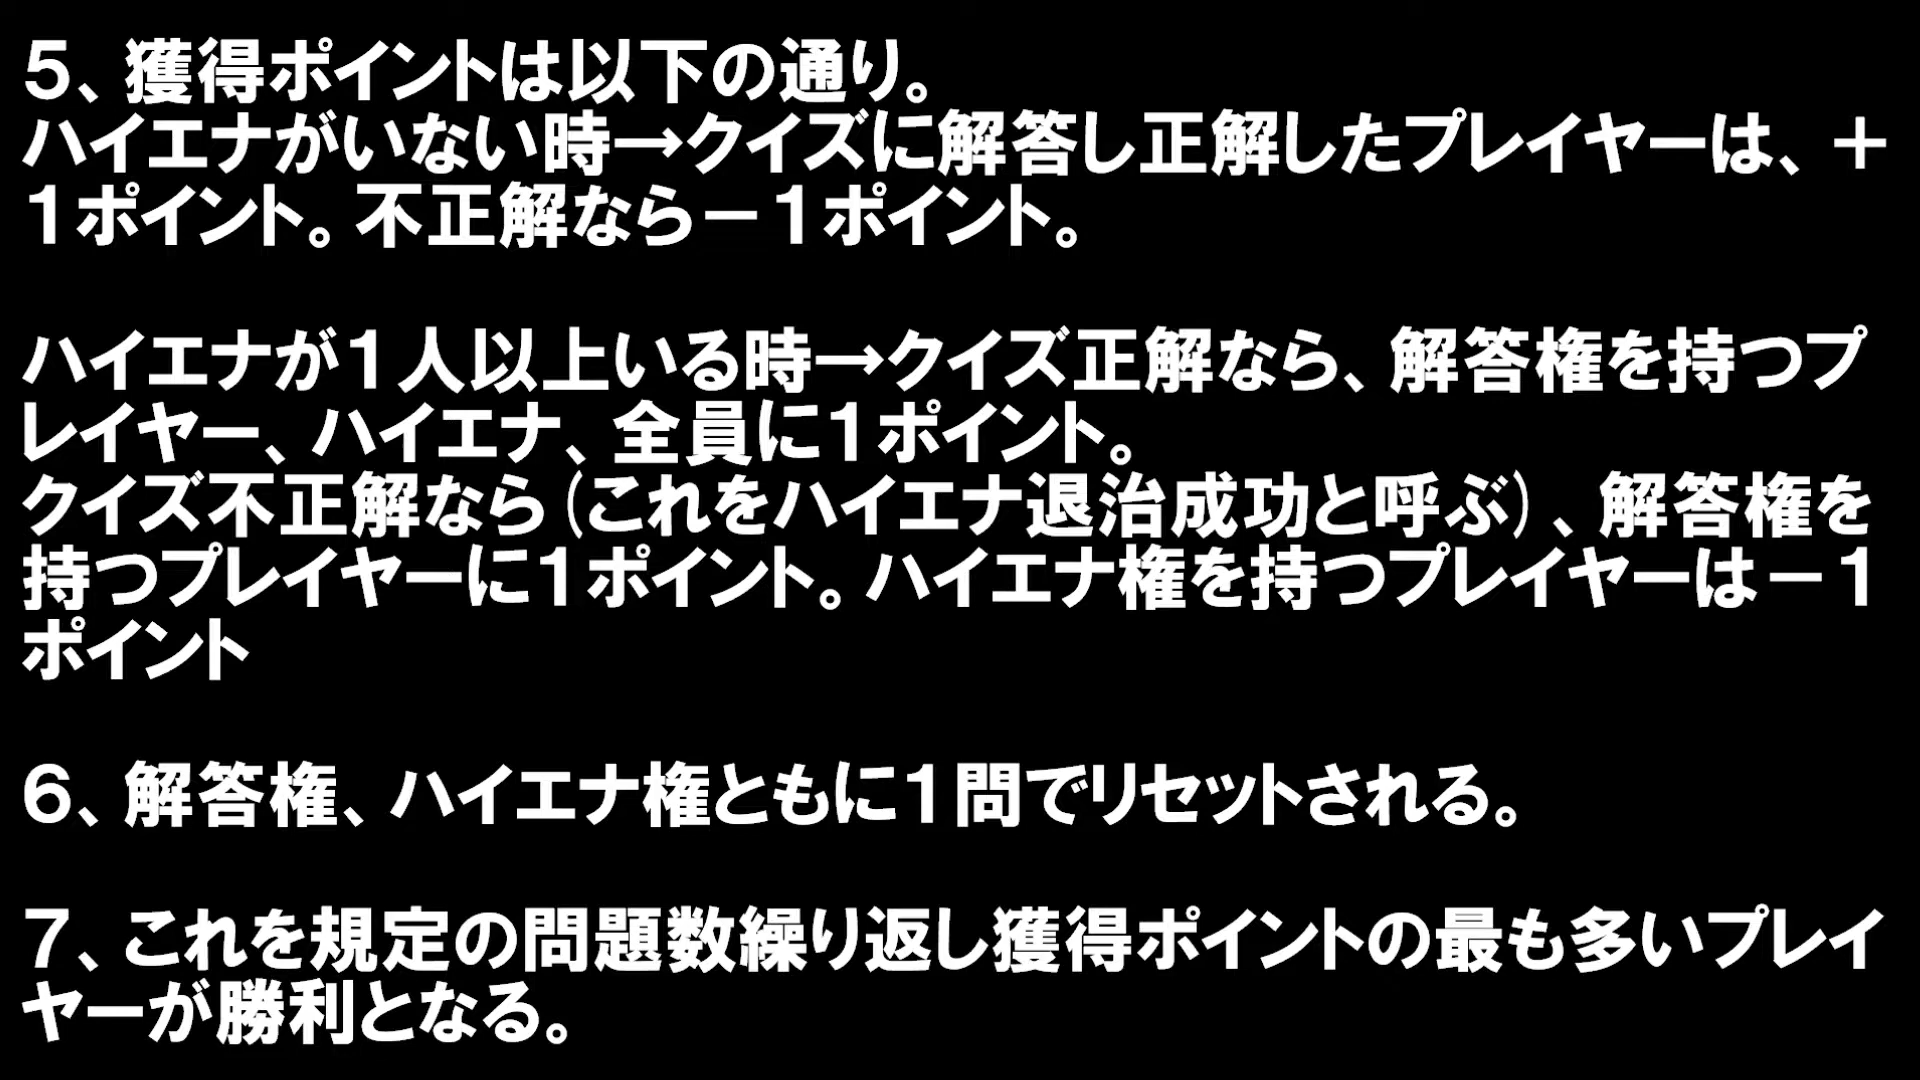 5、獲得ポイントは以下の通り。
ハイエナがいない時→クイズに解答し正解したプレイヤーは、＋
1ポイント。不正解なら－1ポイント。
ハイエナが1人以上いる時→クイズ正解なら、解答権を持つプ
レイヤー、ハイエナ、全員に1ポイント。
クイズ不正解なら(これをハイエナ退治成功と呼ぶ)、解答権を
持つプレイヤーに1ポイント。ハイエナ権を持つプレイヤーは－1
ポイント
6、解答権、ハイエナ権ともに1問でリセットされる。
7、これを規定の問題数繰り返し獲得ポイントの最も多いプレイ
ヤーが勝利となる。